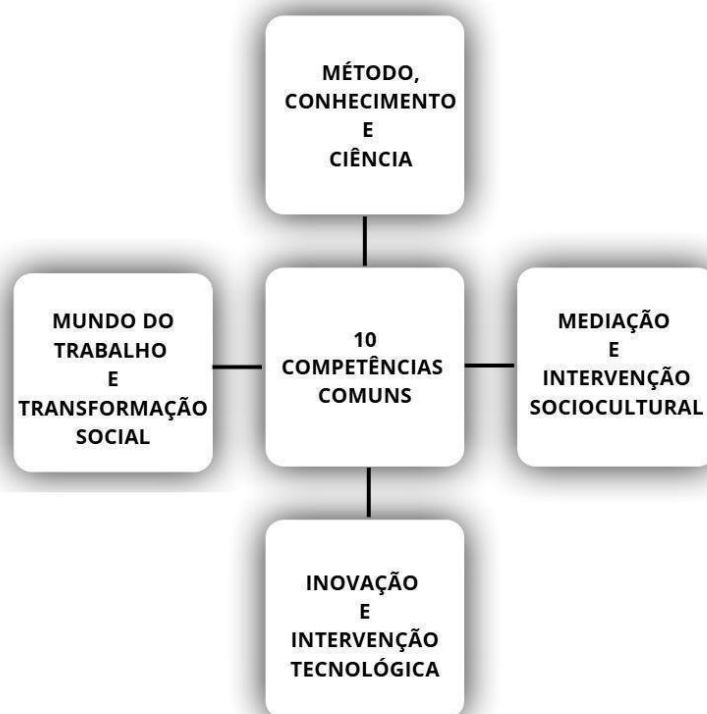 MÉTODO,
CONHECIMENTO
E
CIÊNCIA
MUNDO DO
TRABALHO
E
TRANSFORMAÇÃO
SOCIAL
10
COMPETÊNCIAS
COMUNS
MEDIAÇÃO
E
INTERVENÇÃO
SOCIOCULTURAL
INOVAÇÃO
E
INTERVENÇÃO
TECNOLÓGICA